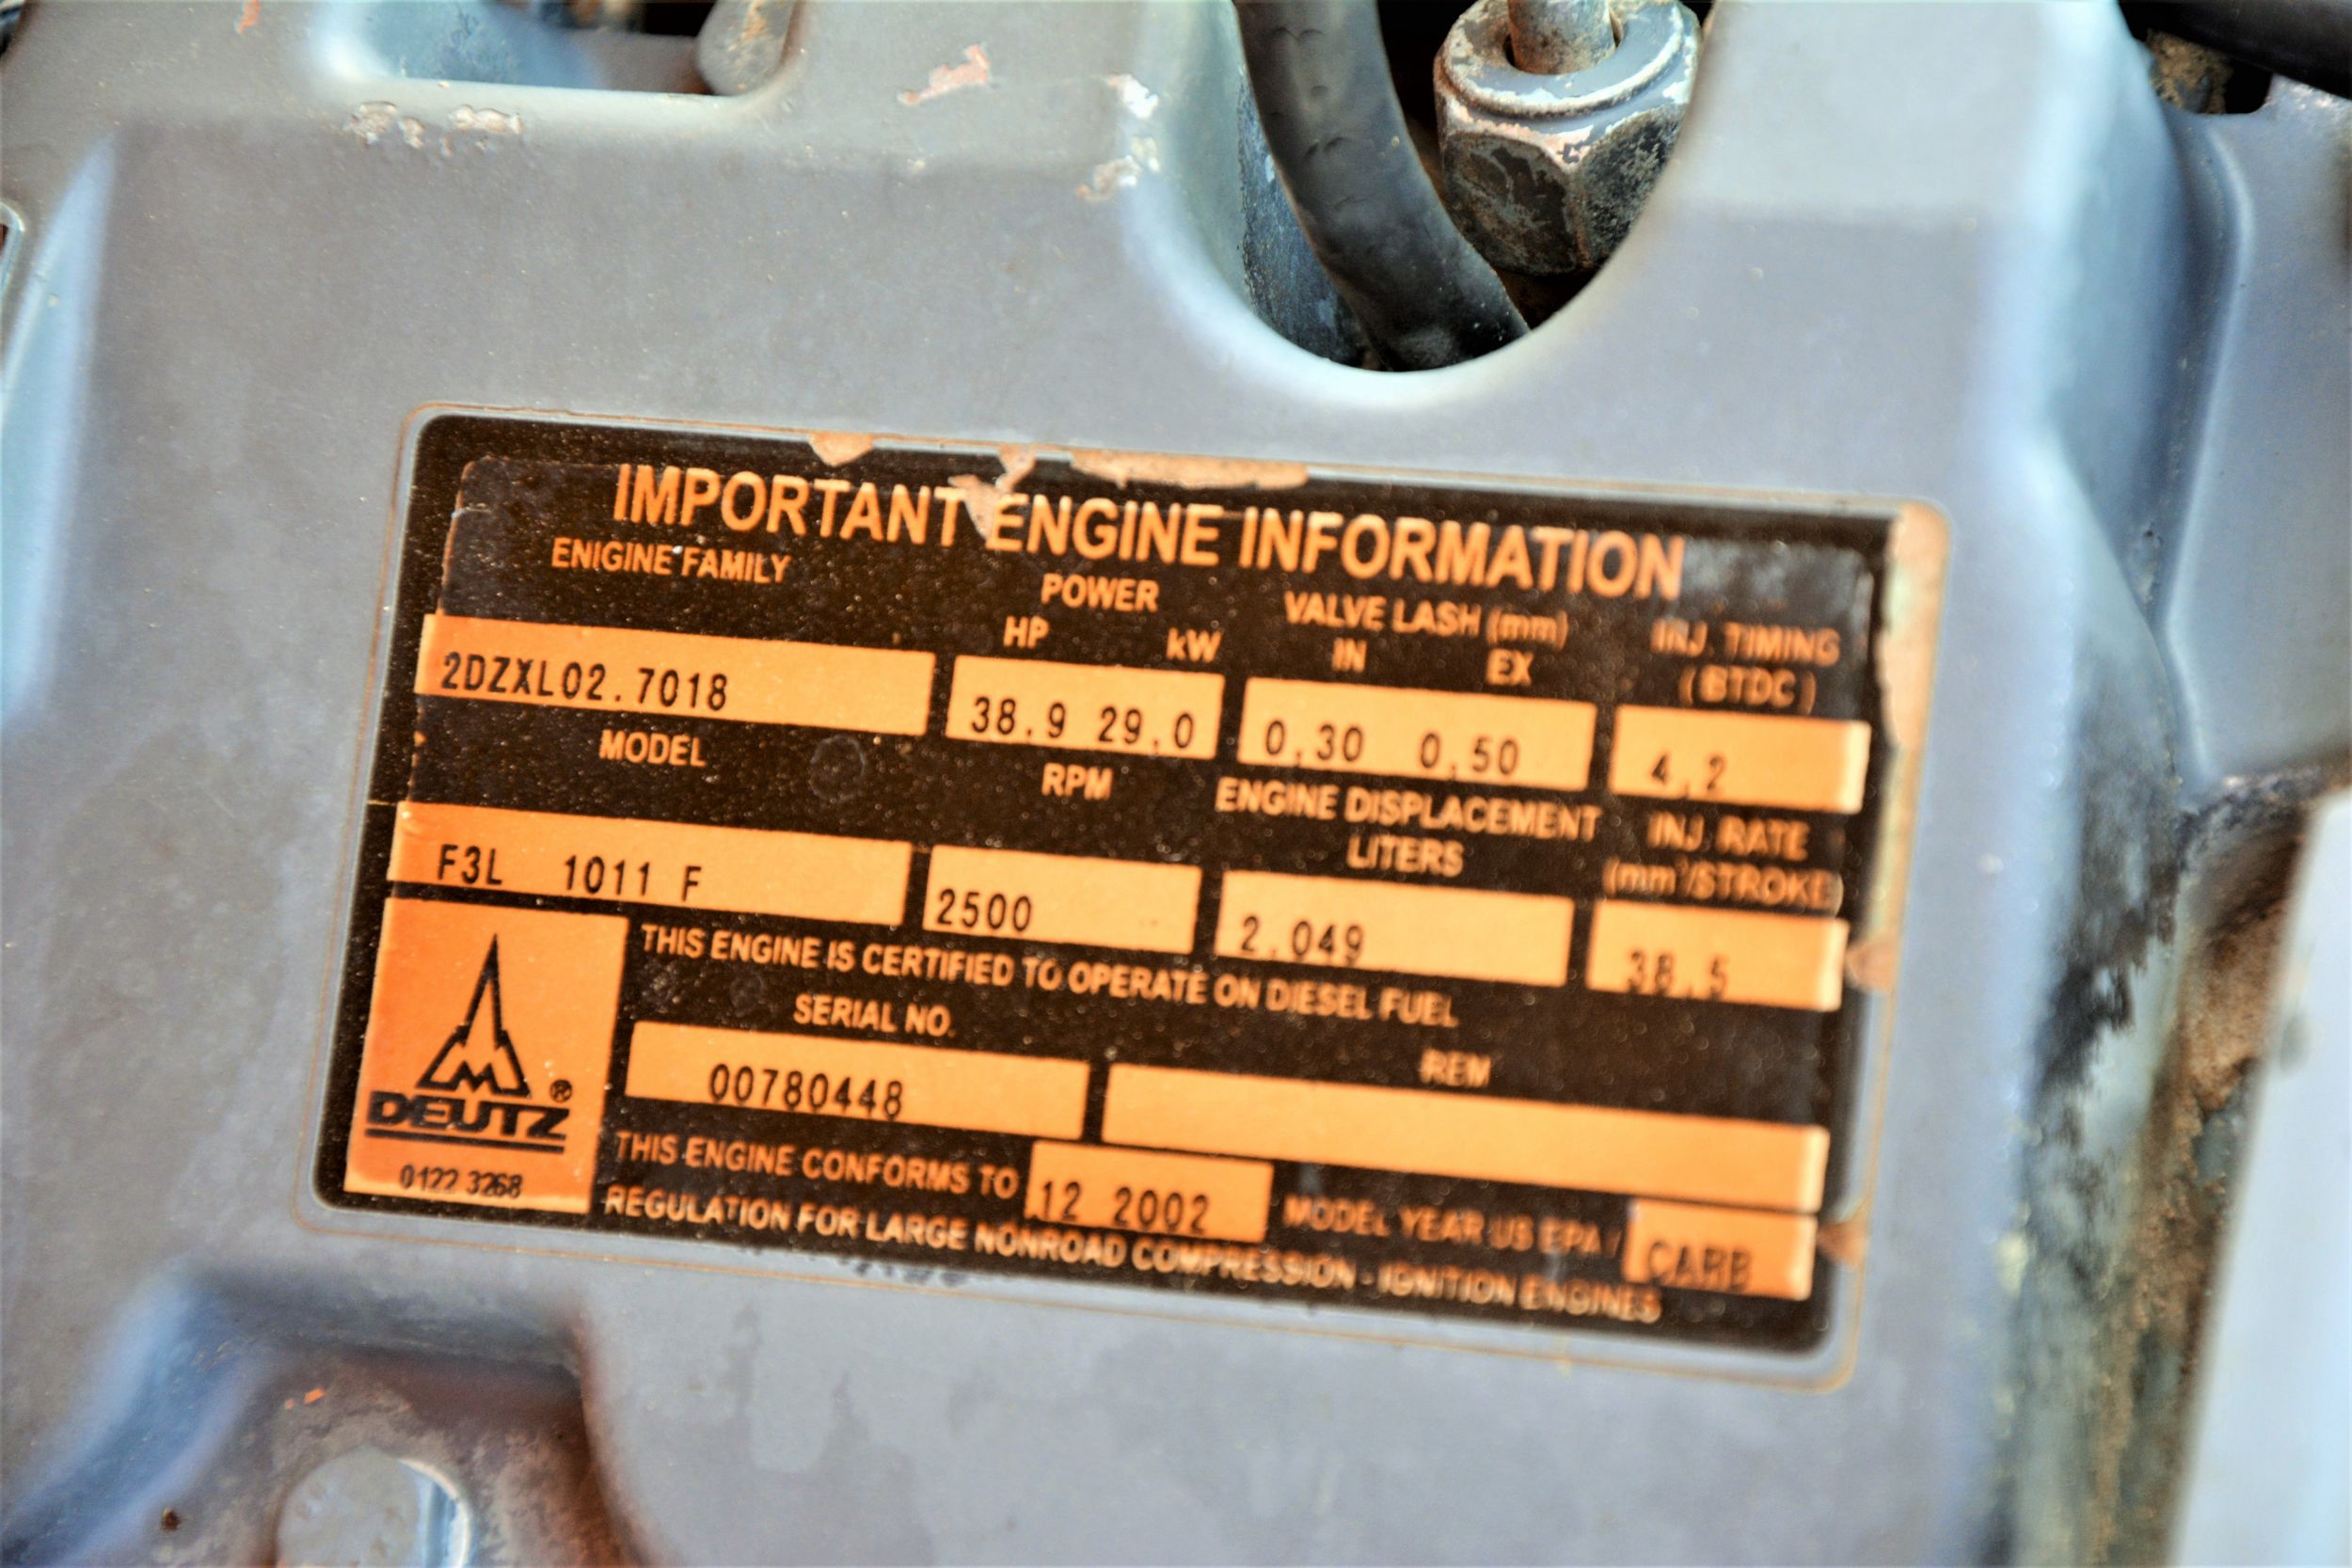 IMPORTANT ENGINE INFORMATION
ENIGINE FAMILY
POWER
HP kW
VALVE LASH (mm)
IN EX
INJ. TIMING
(BTDC)
2DZXL02.7018
38.9 29.0
0,30 0,50
4,2
MODEL
RPM
ENGINE DISPLACEMENT
LITERS
INJ. RATE
(mm³/STROKE)
F3L 1011 F
2500
2.049
38.5
THIS ENGINE IS CERTIFIED TO OPERATE ON DIESEL FUEL
SERIAL NO.
REM
00780448
DEUTZ®
0122 3268
THIS ENGINE CONFORMS TO 12 2002 MODEL YEAR US EPA / CARB
REGULATION FOR LARGE NONROAD COMPRESSION - IGNITION ENGINES